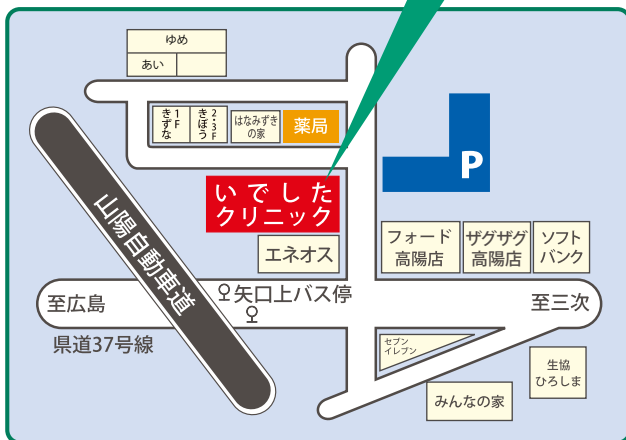 ゆめ
あい
1F
きずな
2・3F
きぼう
はなみずき
の家
薬局
いでした
クリニック
P
エネオス
フォード
高陽店
ザグザグ
高陽店
ソフト
バンク
山陽自動車道
至広島
矢口上バス停
至三次
県道37号線
セブン
イレブン
生協
ひろしま
みんなの家